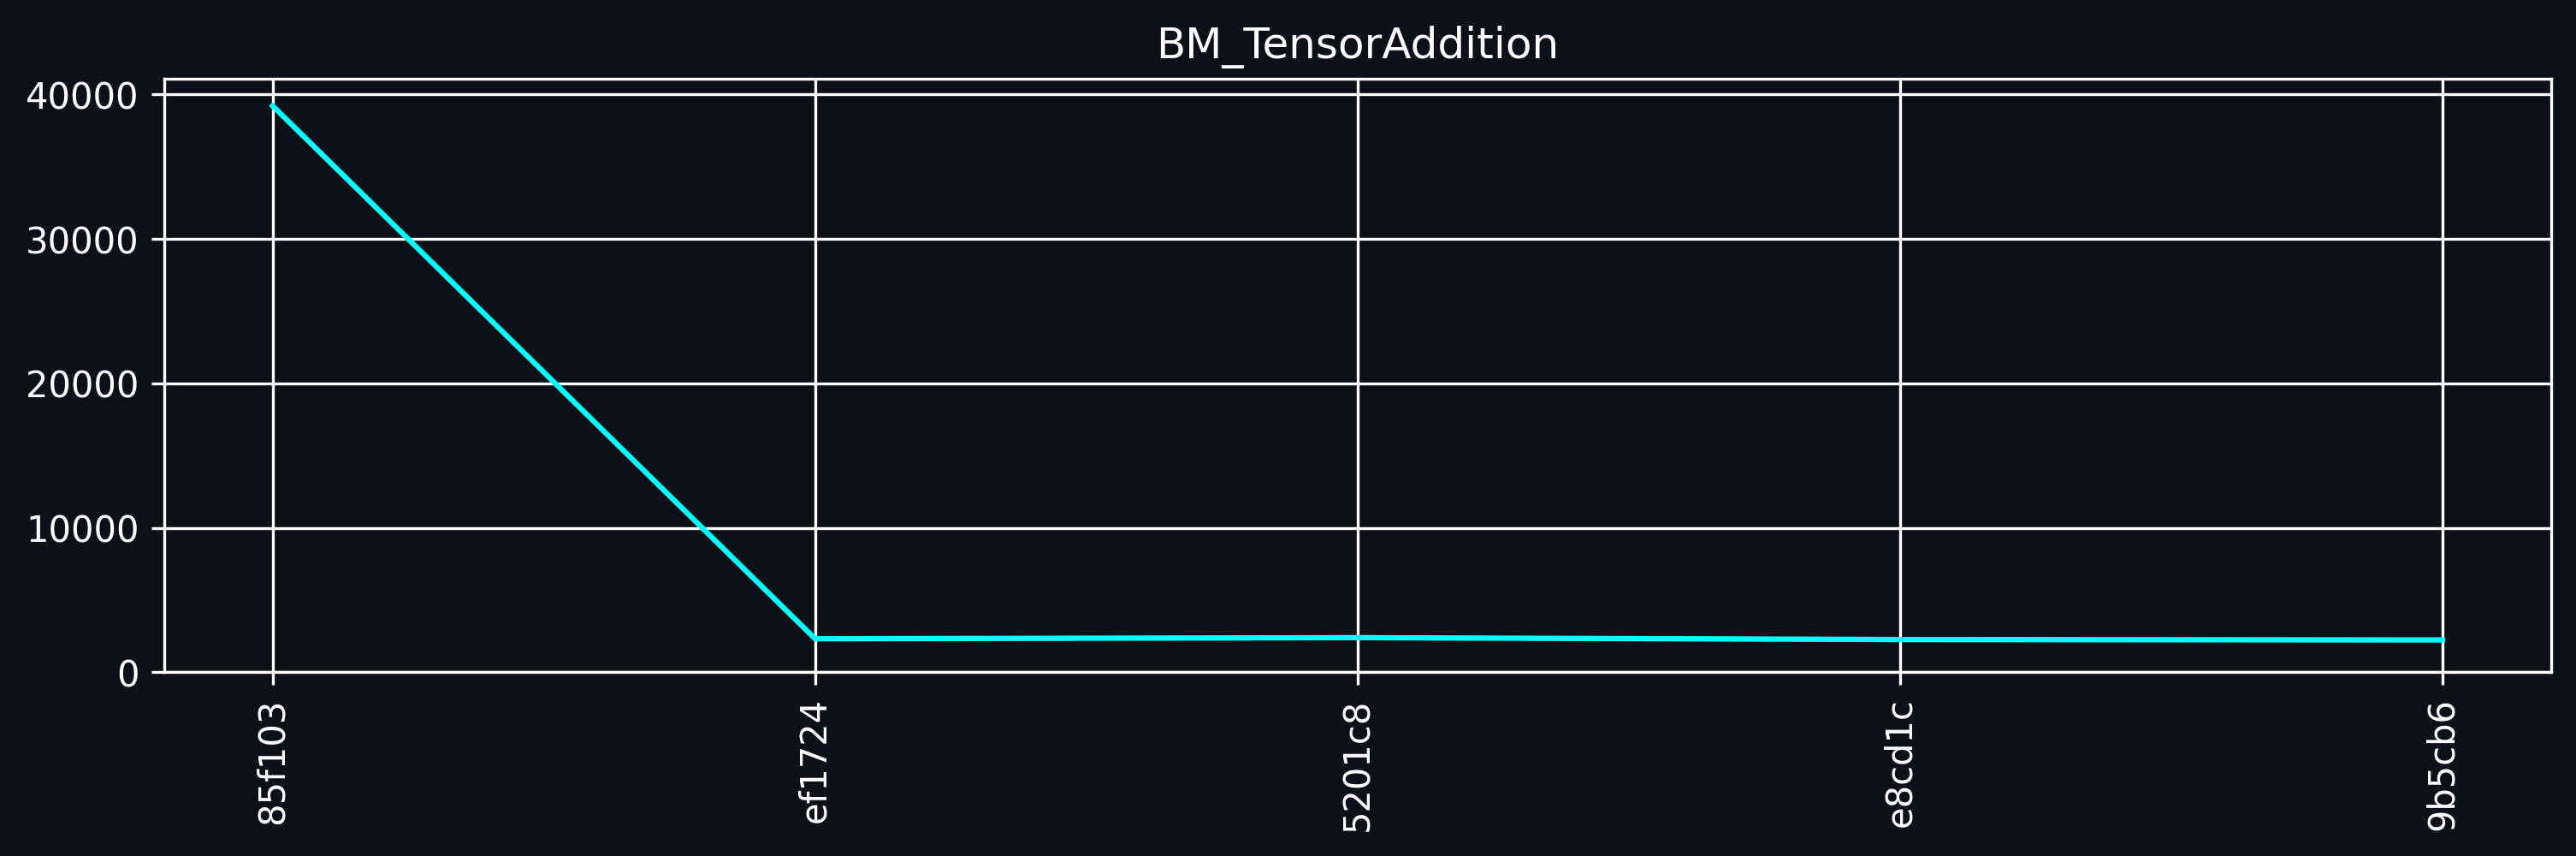 BM_TensorAddition
40000
30000
20000
10000
0
85f103
ef1724
5201c8
e8cd1c
9b5cb6